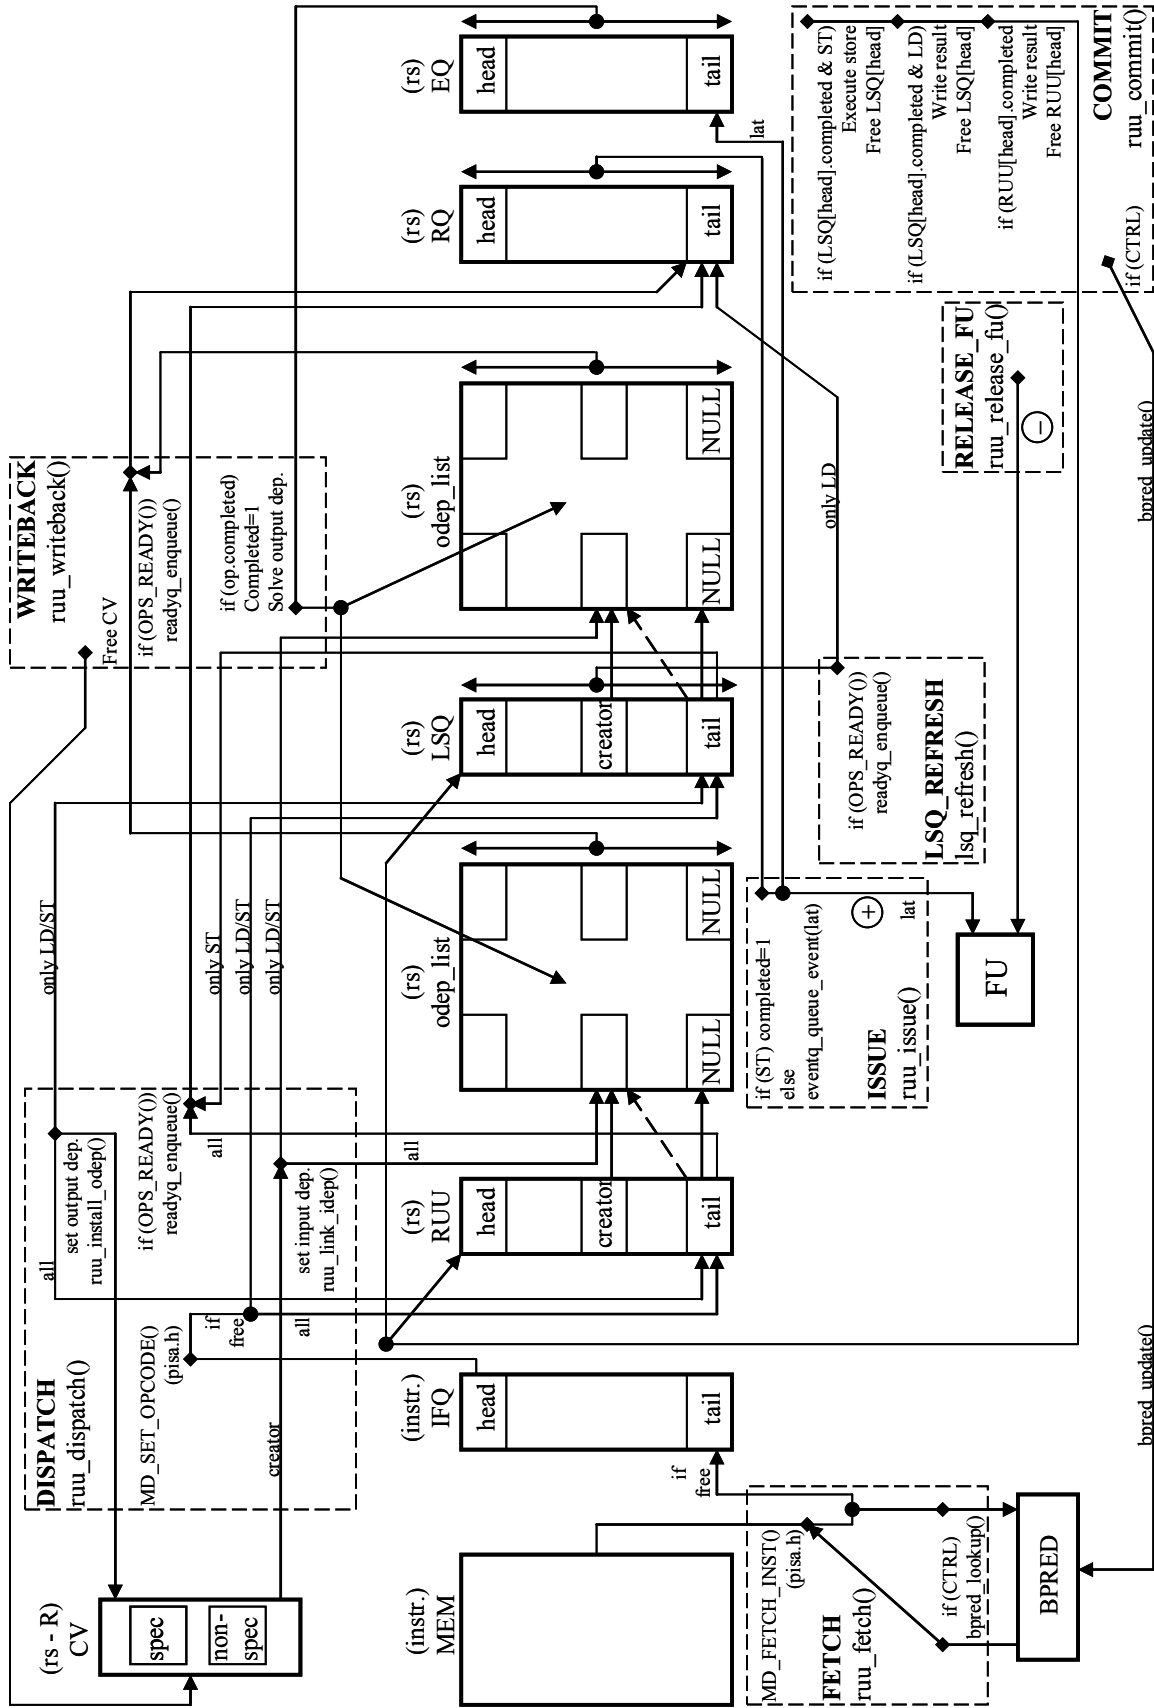 (rs - R)
CV
spec
non-
spec
DISPATCH
ruu_dispatch()
MD_SET_OPCODE()
(pisa.h)
creator
if
free
all
all
set output dep.
ruu_install_odep()
if (OPS_READY())
readyq_enqueue()
all
set input dep.
ruu_link_idep()
all
only LD/ST
only ST
only LD/ST
only LD/ST
WRITEBACK
ruu_writeback()
Free CV
if (OPS_READY())
readyq_enqueue()
if (op.completed)
Completed=1
Solve output dep.
(instr.)
MEM
(instr.)
IFQ
head
tail
if
free
(rs)
RUU
head
creator
tail
(rs)
odep_list
NULL
NULL
(rs)
LSQ
head
creator
tail
(rs)
odep_list
NULL
NULL
(rs)
RQ
head
tail
(rs)
EQ
head
tail
lat
only LD
MD_FETCH_INST()
(pisa.h)
FETCH
ruu_fetch()
if (CTRL)
bpred_lookup()
BPRED
if (ST) completed=1
else
eventq_queue_event(lat)
lat
ISSUE
ruu_issue()
+
FU
if (OPS_READY())
readyq_enqueue()
LSQ_REFRESH
lsq_refresh()
RELEASE_FU
ruu_release_fu()
−
if (LSQ[head].completed & ST)
Execute store
Free LSQ[head]
if (LSQ[head].completed & LD)
Write result
Free LSQ[head]
if (RUU[head].completed
Write result
Free RUU[head]
COMMIT
ruu_commit()
if (CTRL)
bpred_update()
bpred_update()